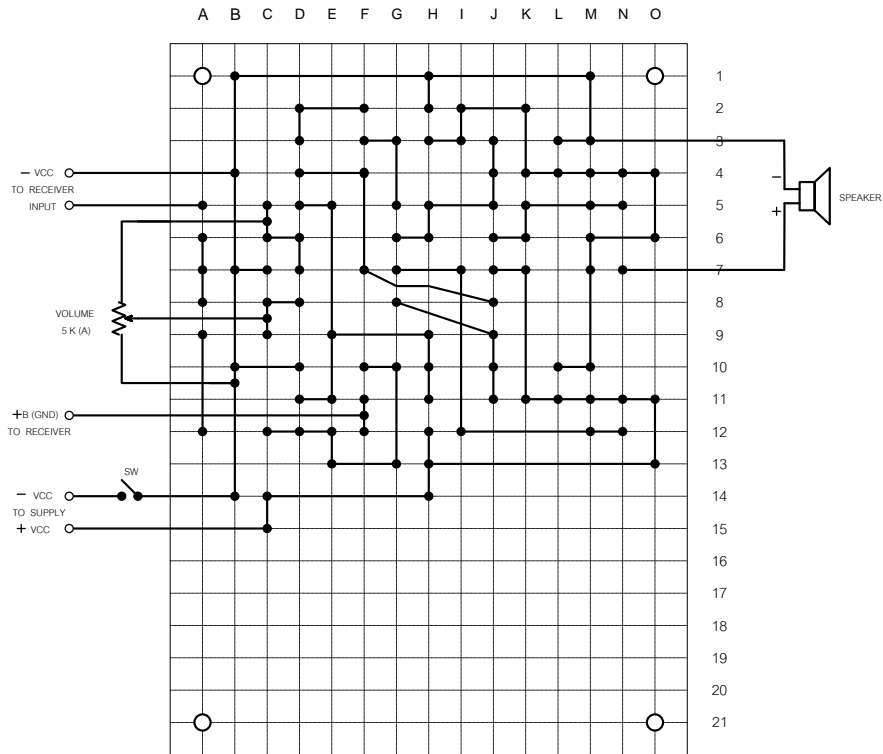 A B C D E F G H I J K L M N O
1
2
3
− VCC
4
TO RECEIVER
− SPEAKER
INPUT
5
+
6
7
8
VOLUME
5 K (A)
9
10
11
+B (GND)
TO RECEIVER
12
13
SW
− VCC
14
TO SUPPLY
+ VCC
15
16
17
18
19
20
21